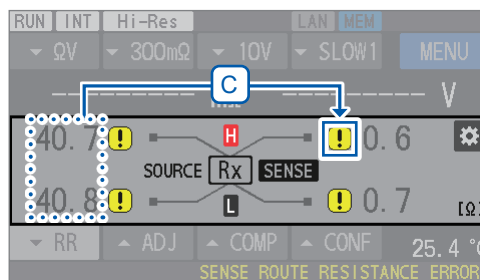 RUN INT Hi-Res LAN MEM
ΩV 300mΩ 10V SLOW1 MENU
C
V
40.7 ! H ! 0.6
SOURCE Rx SENSE
40.8 ! L ! 0.7
[Ω]
RR ADJ COMP CONF 25.4 °C
SENSE ROUTE RESISTANCE ERROR